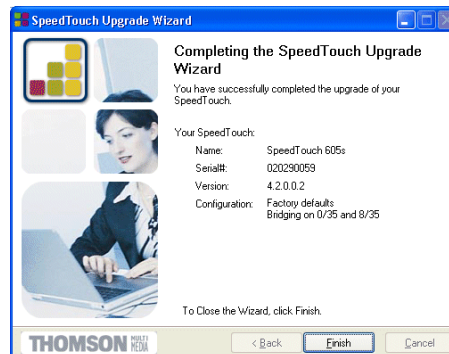 SpeedTouch Upgrade Wizard
Completing the SpeedTouch Upgrade
Wizard
You have successfully completed the upgrade of your
SpeedTouch.
Your SpeedTouch:
Name: SpeedTouch 605s
Serial#: 020290059
Version: 4.2.0.0.2
Configuration: Factory defaults
Bridging on 0/35 and 8/35
To Close the Wizard, click Finish.
THOMSON MULTI
MEDIA
< Back Finish Cancel